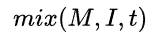 mix(M, I, t)